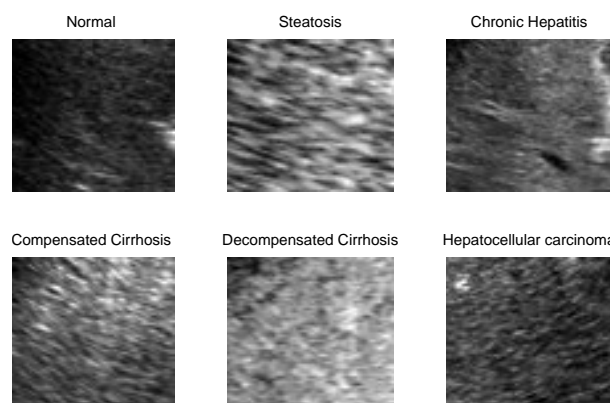 Normal
Steatosis
Chronic Hepatitis
Compensated Cirrhosis
Decompensated Cirrhosis
Hepatocellular carcinoma